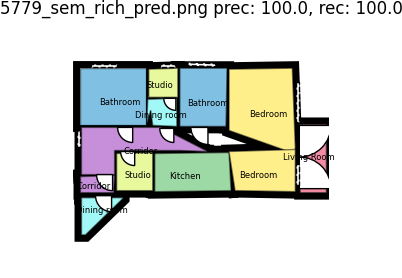 5779_sem_rich_pred.png prec: 100.0, rec: 100.0
Studio
Bathroom
Bathroom
Dining room
Bedroom
Corridor
Living Room
Studio
Kitchen
Bedroom
Corridor
Dining room